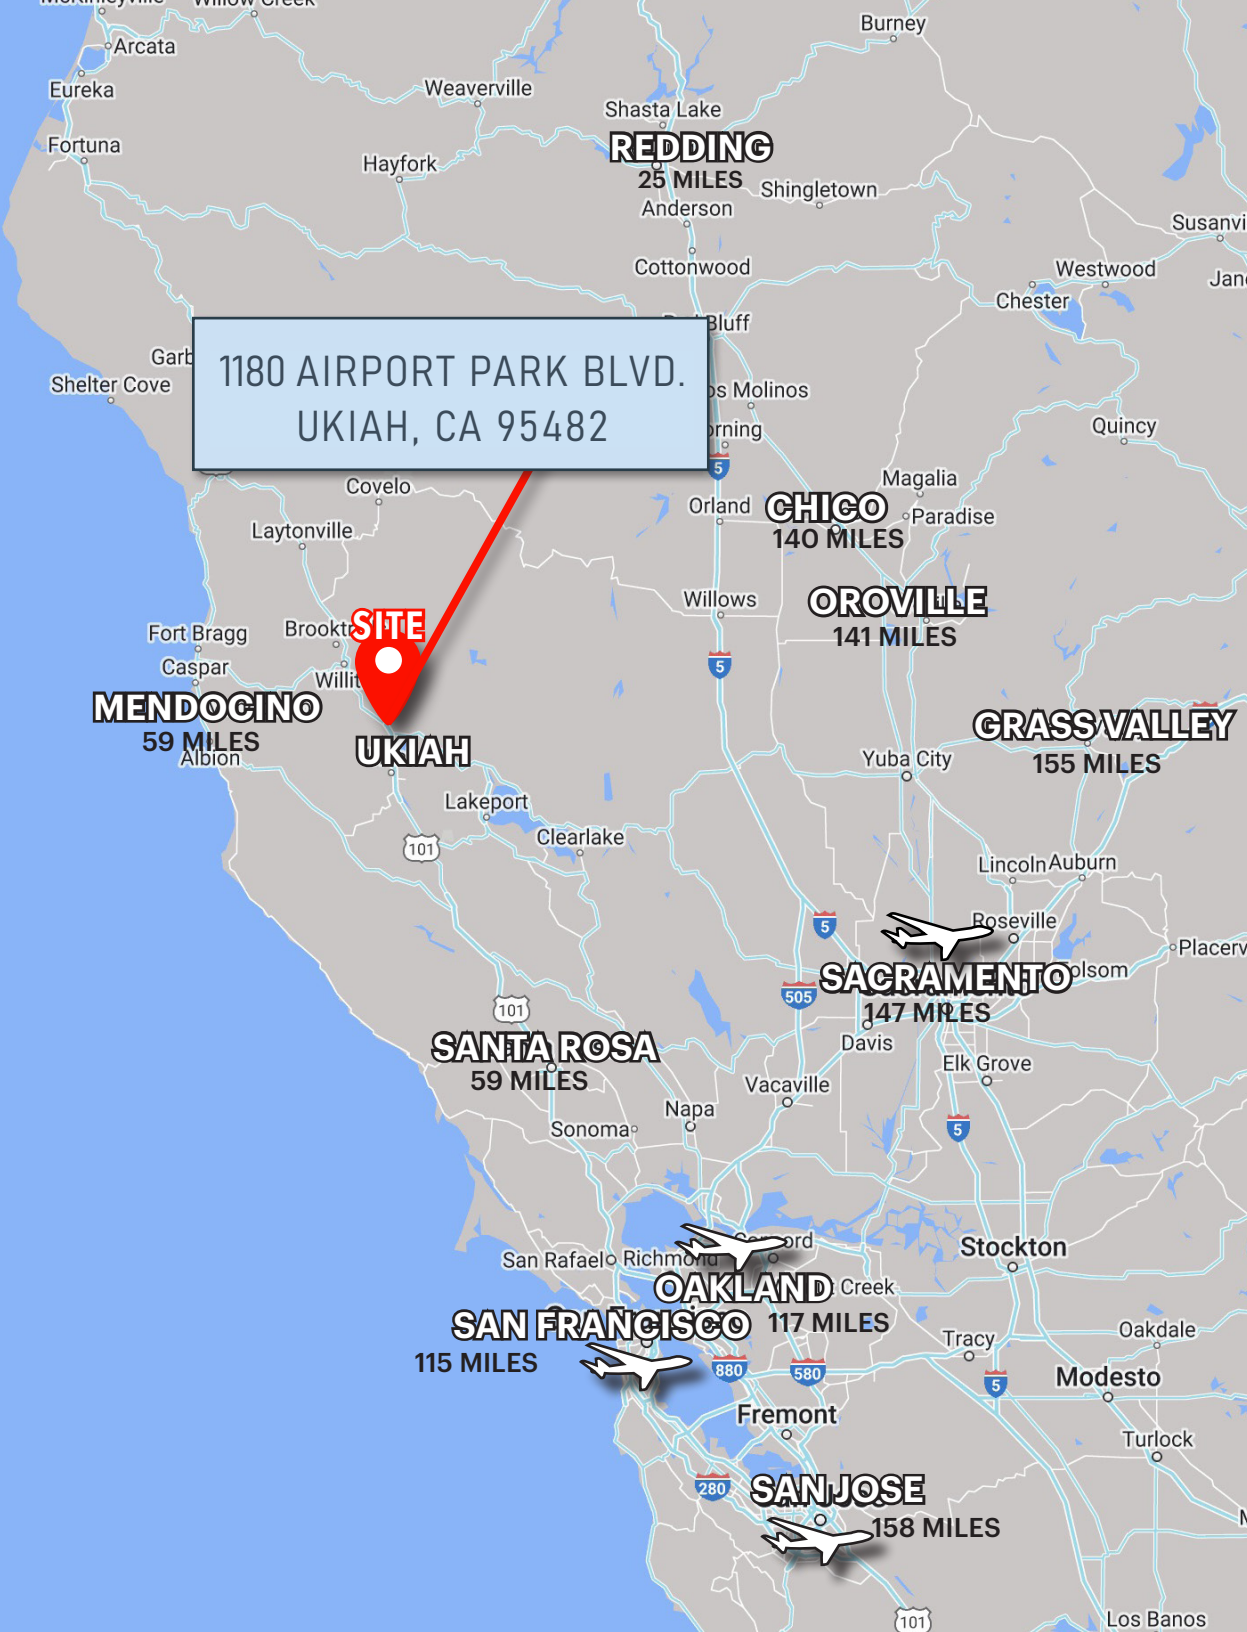 Burney
Arcata
Eureka
Weaverville
Shasta Lake
REDDING
25 MILES
Fortuna
Hayfork
Shingletown
Anderson
Cottonwood
Westwood
Chester
Bluff
1180 AIRPORT PARK BLVD.
UKIAH, CA 95482
Shelter Cove
Molinos
Quincy
5
Covelo
Magalia
Orland
CHICO
140 MILES
Paradise
Laytonville
Willows
OROVILLE
141 MILES
SITE
Fort Bragg
Caspar
5
MENDOCINO
59 MILES
Albion
UKIAH
GRASS VALLEY
155 MILES
Yuba City
Lakeport
Clearlake
101
Lincoln
Auburn
5
Roseville
SACRAMENTO
147 MILES
505
101
SANTA ROSA
59 MILES
Davis
Elk Grove
Vacaville
Napa
Sonoma
5
San Rafael
Richmond
Stockton
OAKLAND
117 MILES
Creek
SAN FRANCISCO
115 MILES
Tracy
Oakdale
880
580
5
Modesto
Fremont
Turlock
280
SAN JOSE
158 MILES
101
Los Banos